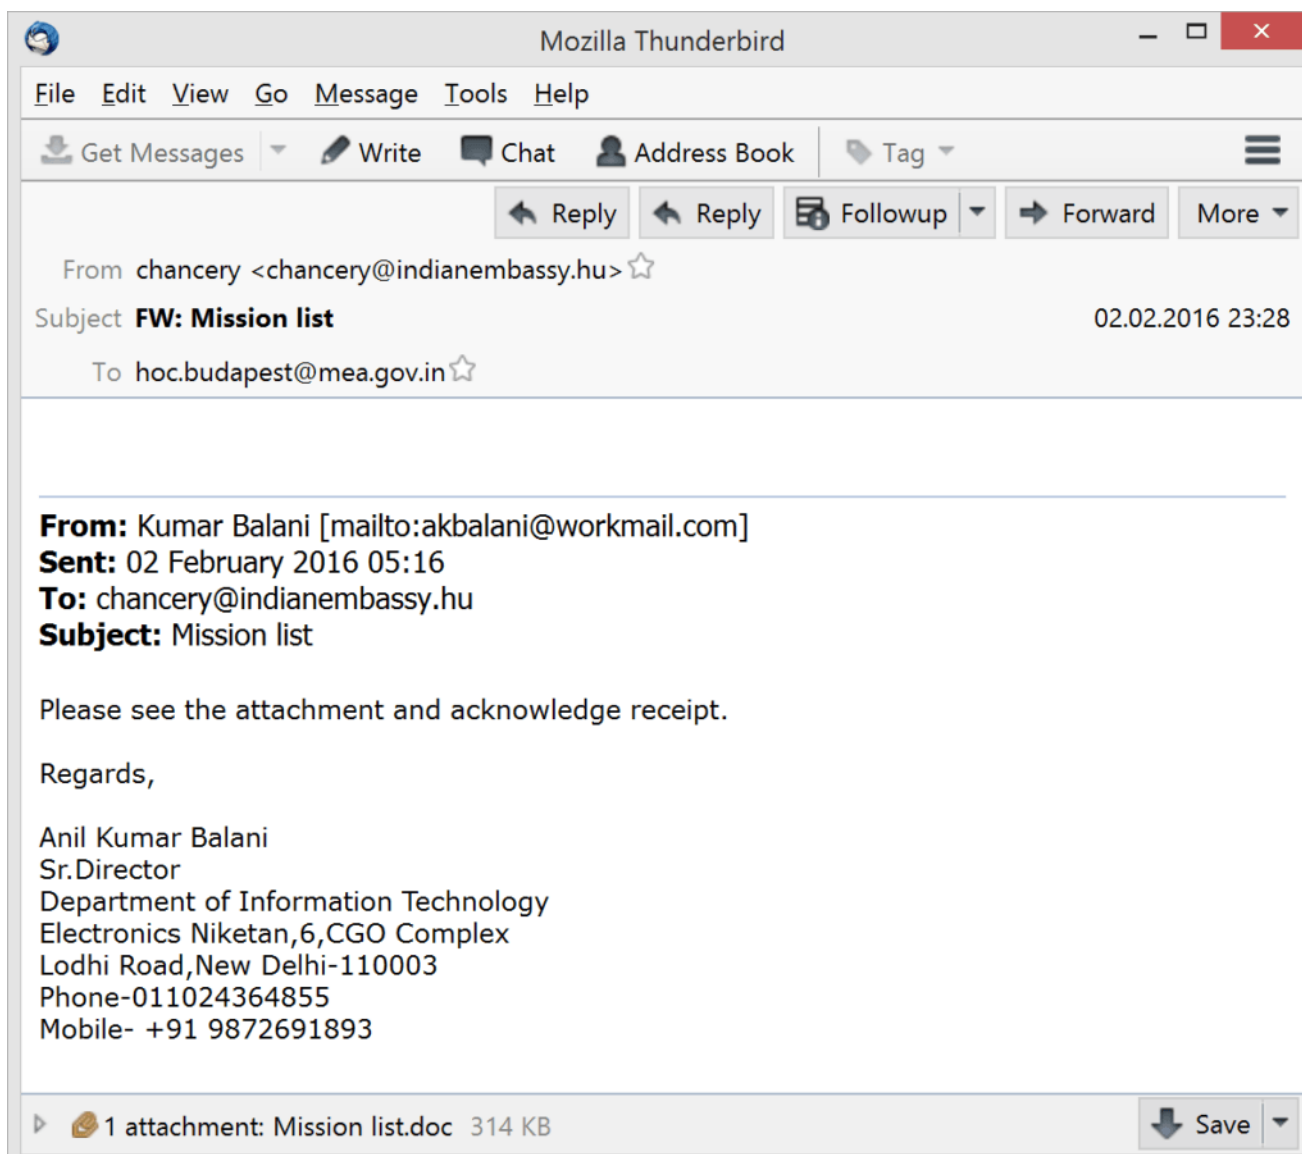 Mozilla Thunderbird
File Edit View Go Message Tools Help
Get Messages Write Chat Address Book Tag
Reply Reply Followup Forward More
From chancery <chancery@indianembassy.hu>
Subject FW: Mission list 02.02.2016 23:28
To hoc.budapest@mea.gov.in
From: Kumar Balani [mailto:akbalani@workmail.com]
Sent: 02 February 2016 05:16
To: chancery@indianembassy.hu
Subject: Mission list
Please see the attachment and acknowledge receipt.
Regards,
Anil Kumar Balani
Sr.Director
Department of Information Technology
Electronics Niketan,6,CGO Complex
Lodhi Road,New Delhi-110003
Phone-011024364855
Mobile- +91 9872691893
1 attachment: Mission list.doc 314 KB Save